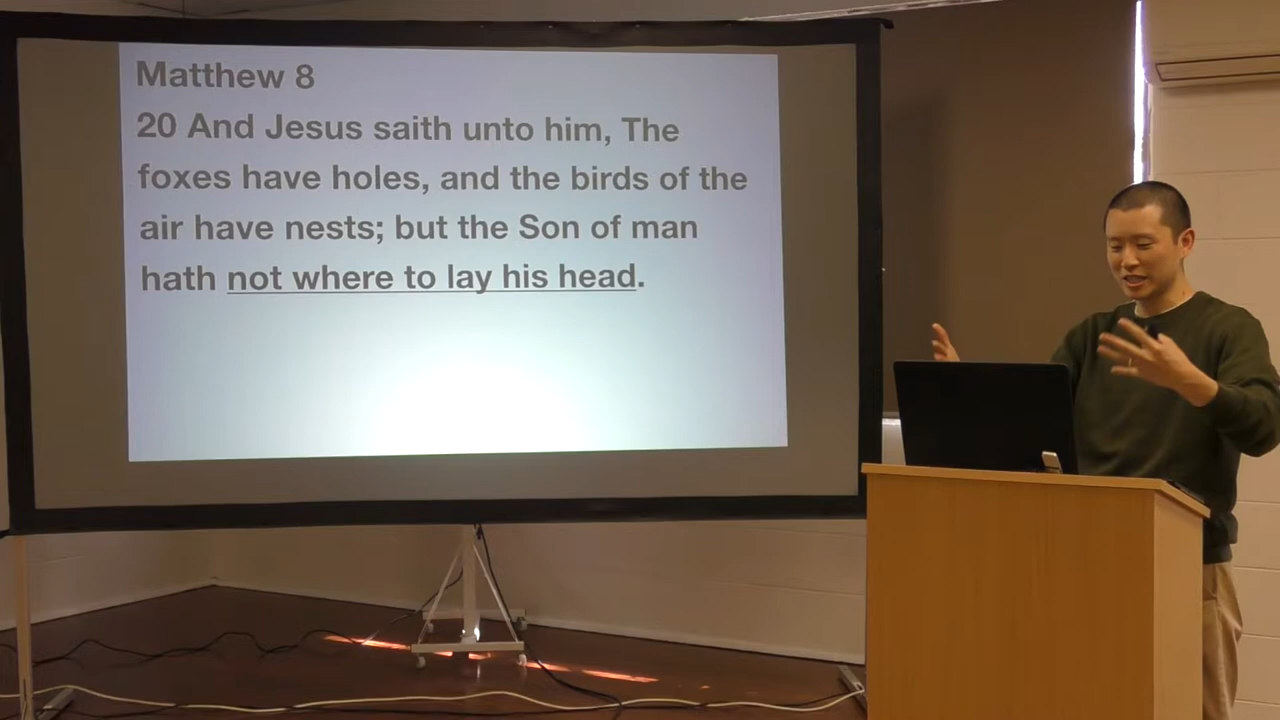 Matthew 8
20 And Jesus saith unto him, The
foxes have holes, and the birds of the
air have nests; but the Son of man
hath not where to lay his head.